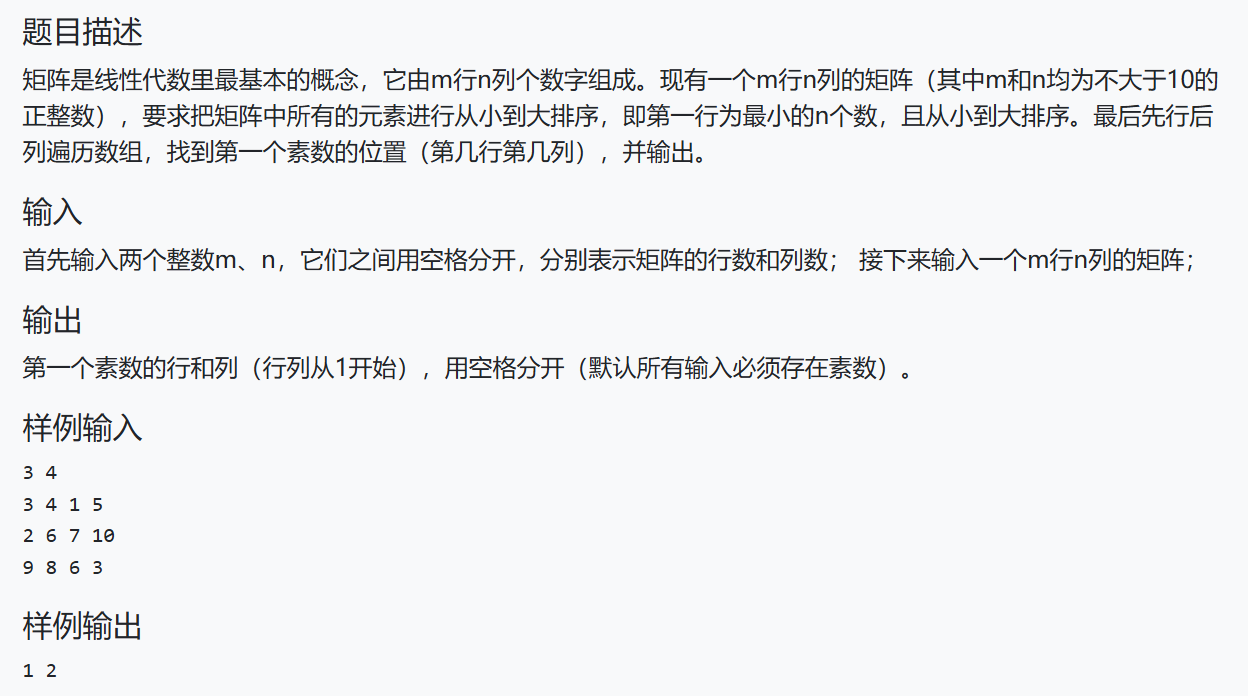 题目描述
矩阵是线性代数里最基本的概念，它由m行n列个数字组成。现有一个m行n列的矩阵（其中m和n均为不大于10的
正整数），要求把矩阵中所有的元素进行从小到大排序，即第一行为最小的n个数，且从小到大排序。最后先行后
列遍历数组，找到第一个素数的位置（第几行第几列），并输出。
输入
首先输入两个整数m、n，它们之间用空格分开，分别表示矩阵的行数和列数； 接下来输入一个m行n列的矩阵；
输出
第一个素数的行和列（行列从1开始），用空格分开（默认所有输入必须存在素数）。
样例输入
3 4
3 4 1 5
2 6 7 10
9 8 6 3
样例输出
1 2